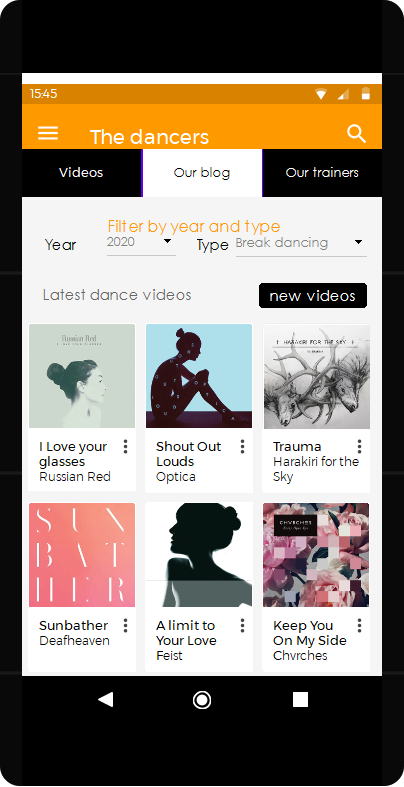 15:45
The dancers
Videos
Our blog
Our trainers
Filter by year and type
Year
2020
Type
Break dancing
Latest dance videos
new videos
Russian Red
HARAKIRI FOR THE SKY
I Love your
glasses
Russian Red
Shout Out
Louds
Optica
Trauma
Harakiri for the
Sky
SUN
BAT
HER
CHVRCHES
Sunbather
Deafheaven
A limit to
Your Love
Feist
Keep You
On My Side
Chvrches